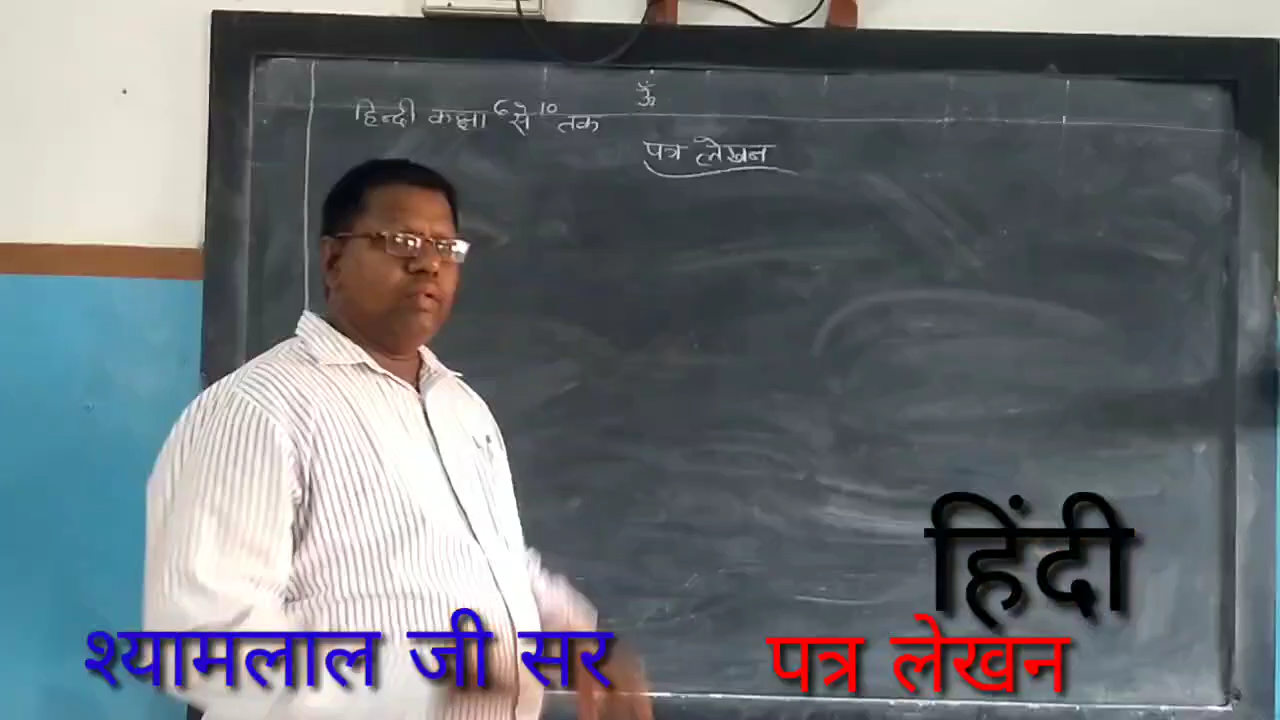 ॐ
हिन्दी कक्षा 6 से 10 तक
पत्र लेखन
हिंदी
श्यामलाल जी सर
पत्र लेखन